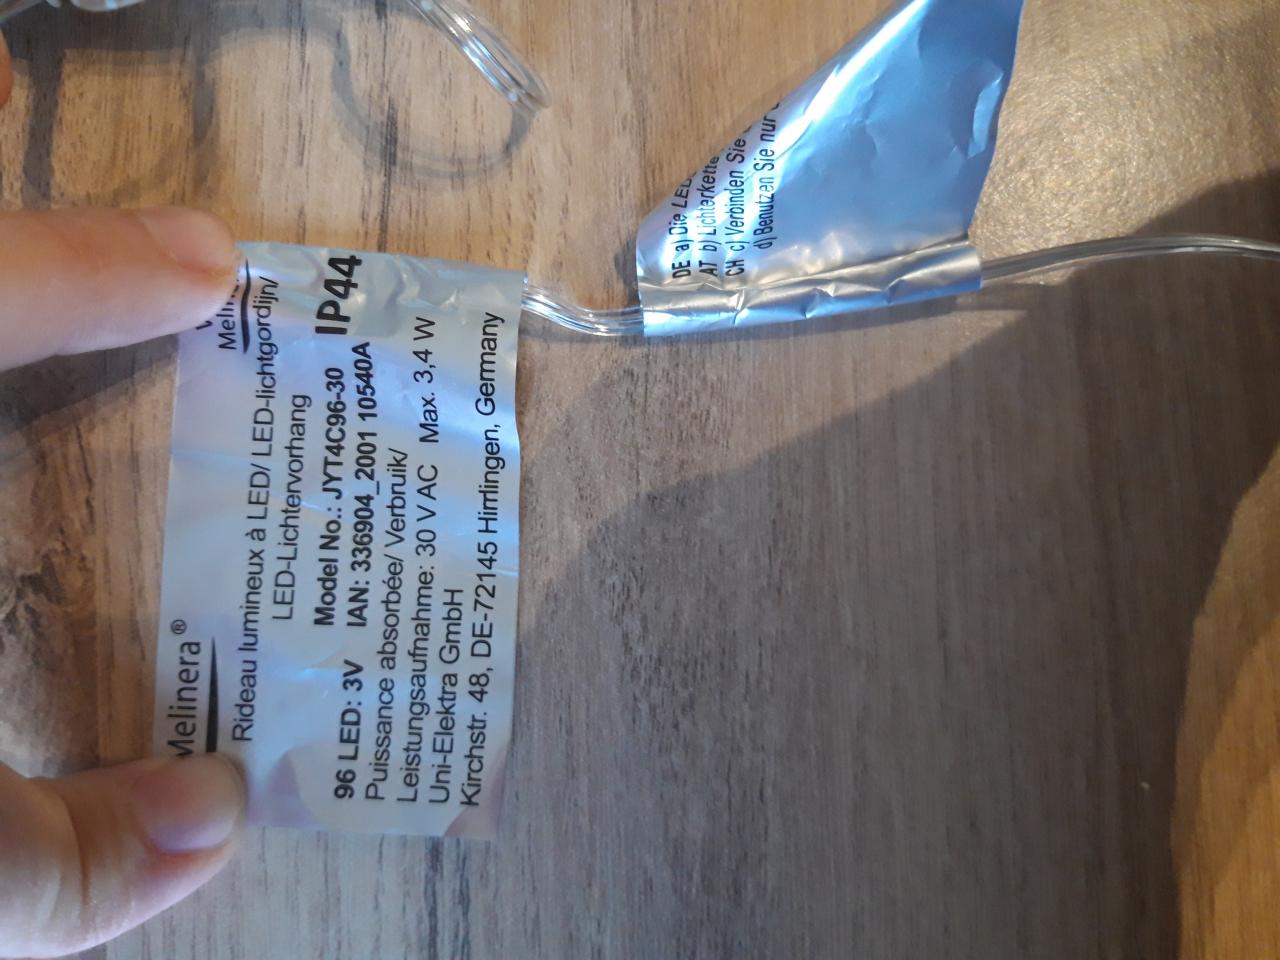 Melinera®
Rideau lumineux à LED/ LED-lichtgordijn/
LED-Lichtervorhang
96 LED: 3V Model No.: JYT4C96-30
IAN: 336904_2001 10540A
IP44
Puissance absorbée/ Verbruik/
Leistungsaufnahme: 30 V AC Max. 3,4 W
Uni-Elektra GmbH
Kirchstr. 48, DE-72145 Hirrlingen, Germany
DE a) Die LED
AT b) Lichterkette
CH c) Verbinden Sie
d) Benutzen Sie nur